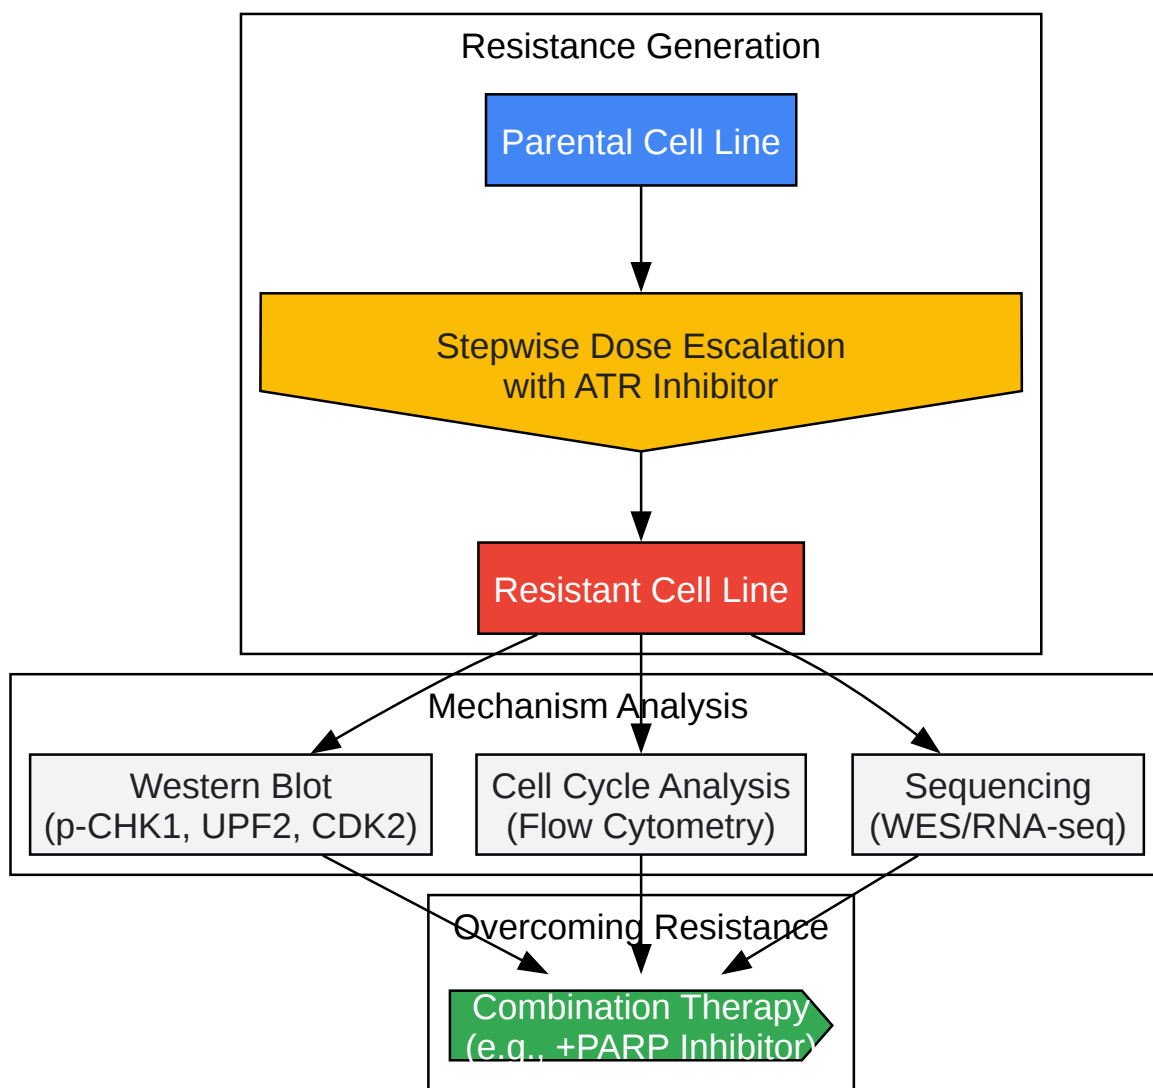 Resistance Generation
Parental Cell Line
Stepwise Dose Escalation
with ATR Inhibitor
Resistant Cell Line
Mechanism Analysis
Western Blot
(p-CHK1, UPF2, CDK2)
Cell Cycle Analysis
(Flow Cytometry)
Sequencing
(WES/RNA-seq)
Overcoming Resistance
Combination Therapy
(e.g., +PARP Inhibitor)